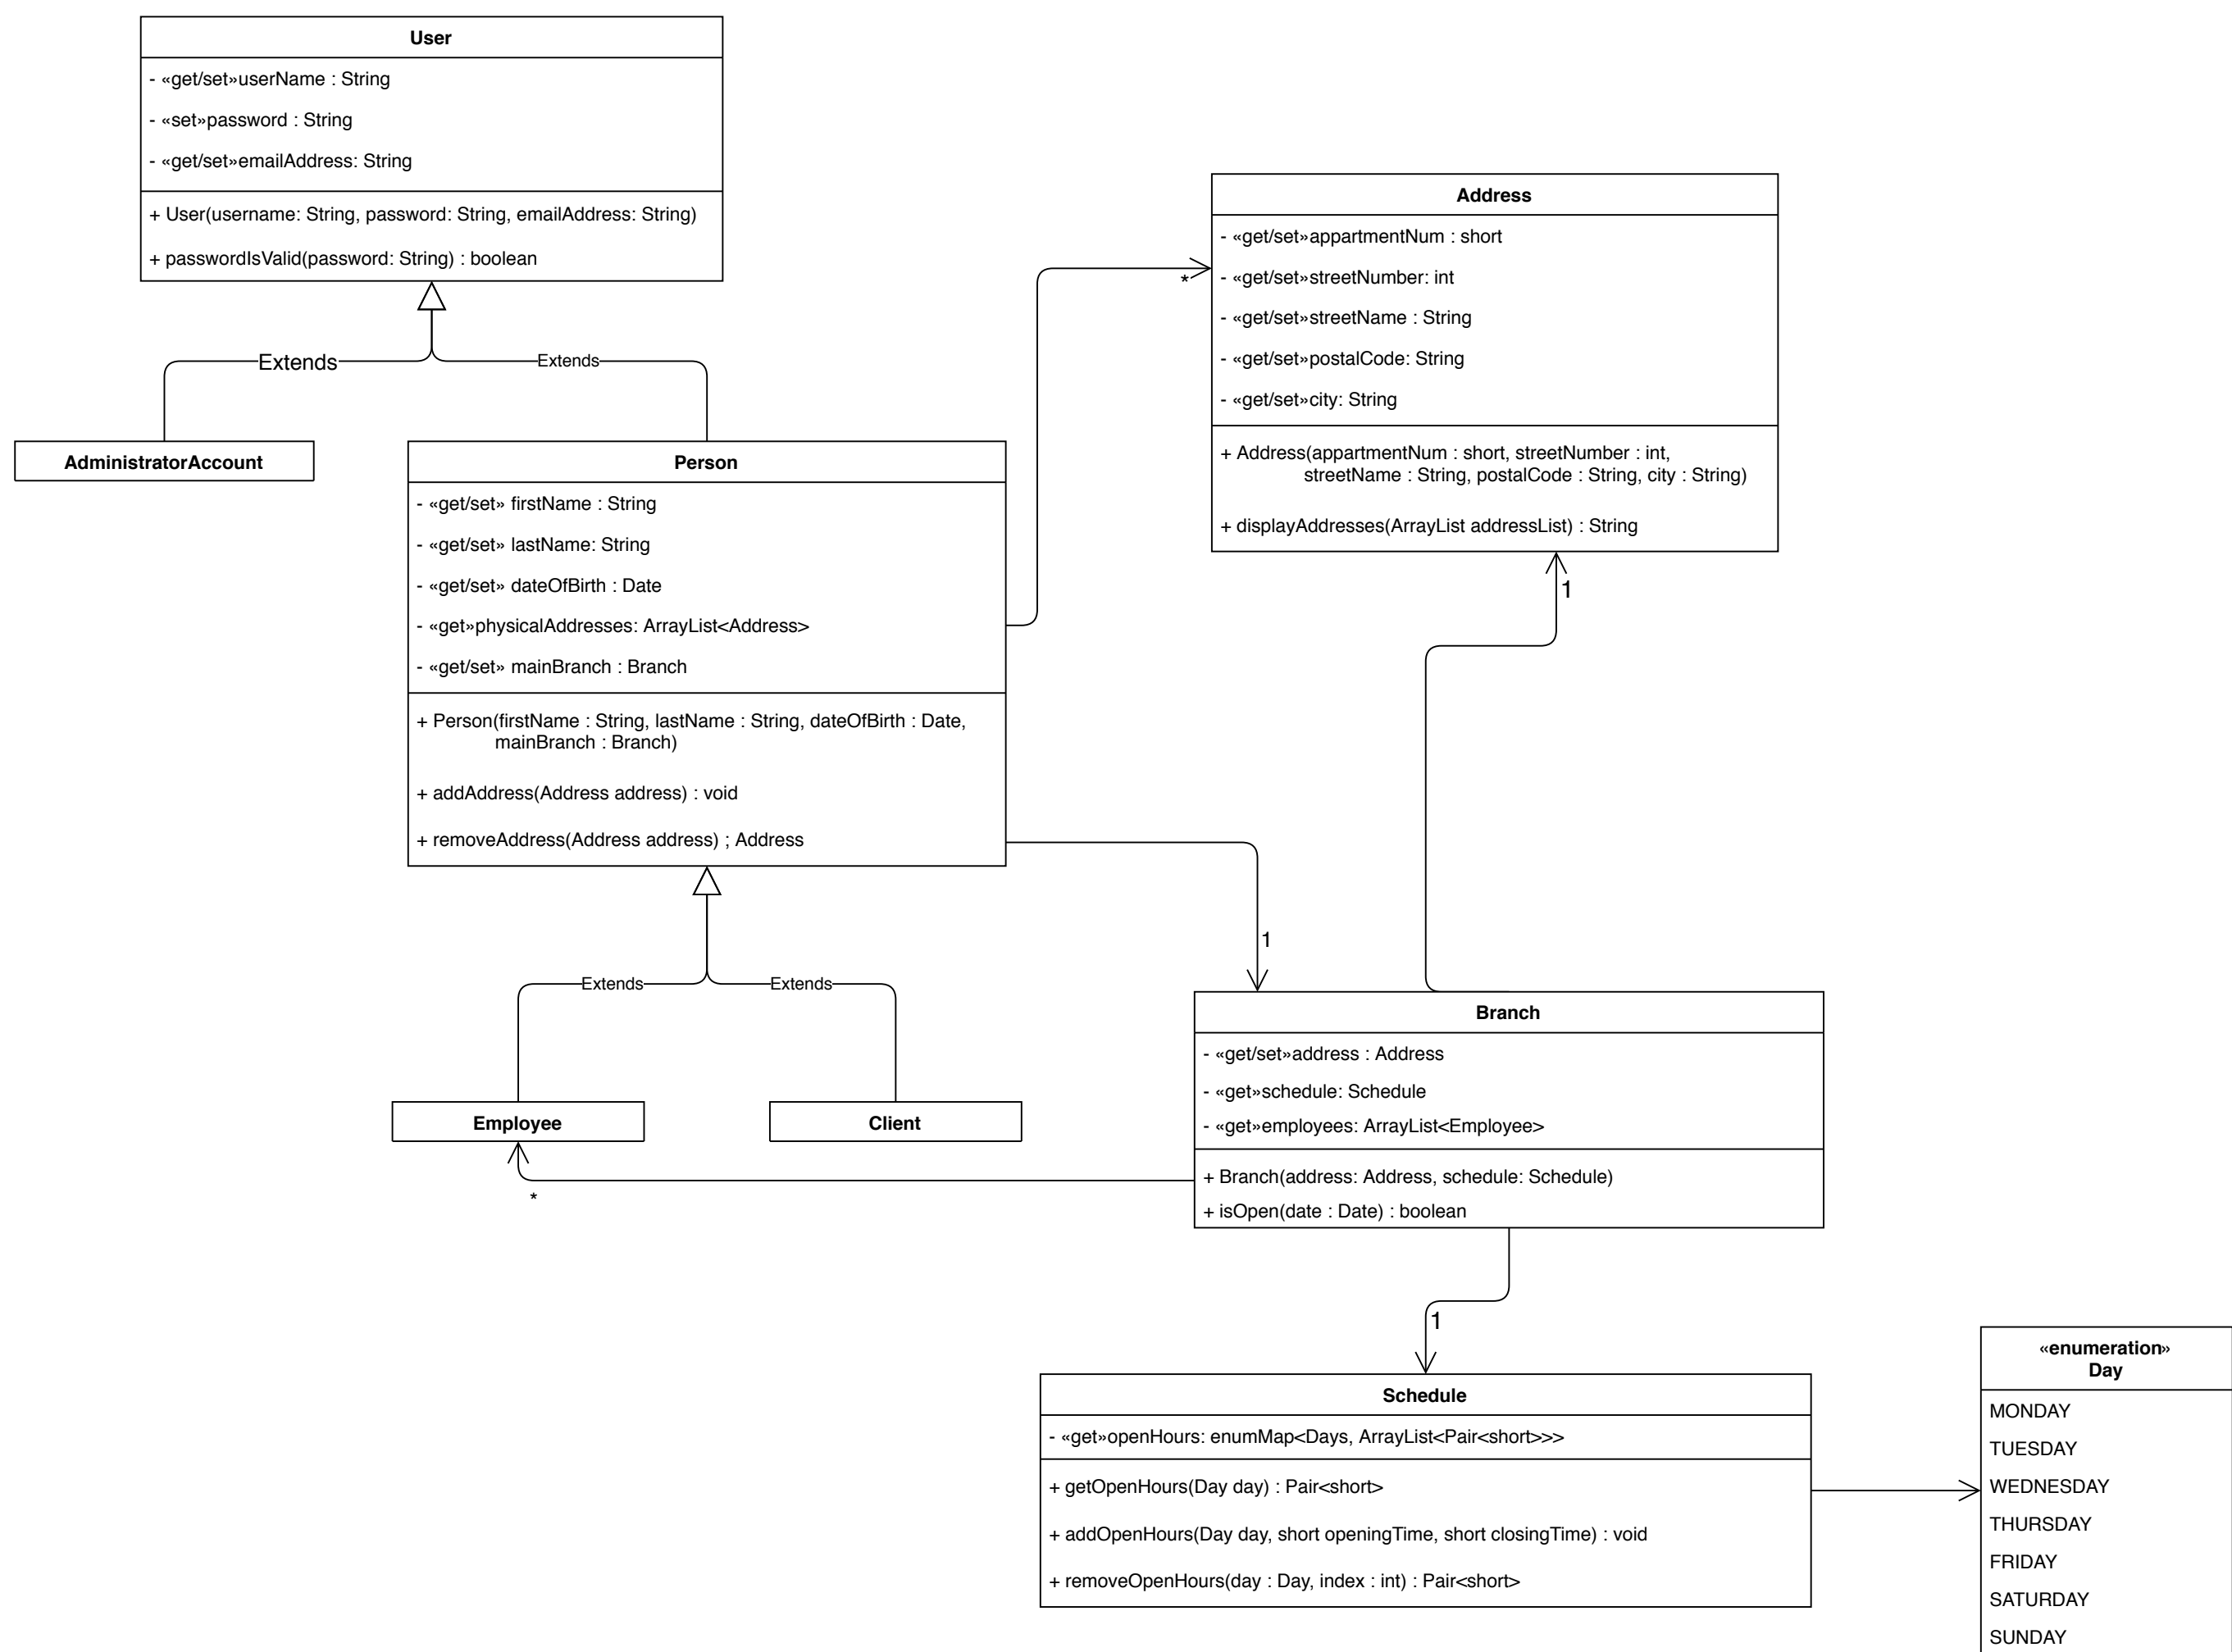 User
- «get/set»userName : String
- «set»password : String
- «get/set»emailAddress: String
+ User(username: String, password: String, emailAddress: String)
+ passwordIsValid(password: String) : boolean
Extends
Extends
AdministratorAccount
Person
- «get/set» firstName : String
- «get/set» lastName: String
- «get/set» dateOfBirth : Date
- «get»physicalAddresses: ArrayList<Address>
- «get/set» mainBranch : Branch
+ Person(firstName : String, lastName : String, dateOfBirth : Date,
mainBranch : Branch)
+ addAddress(Address address) : void
+ removeAddress(Address address) ; Address
*
Address
- «get/set»appartmentNum : short
- «get/set»streetNumber: int
- «get/set»streetName : String
- «get/set»postalCode: String
- «get/set»city: String
+ Address(appartmentNum : short, streetNumber : int,
streetName : String, postalCode : String, city : String)
+ displayAddresses(ArrayList addressList) : String
1
1
Extends
Extends
Employee
Client
*
Branch
- «get/set»address : Address
- «get»schedule: Schedule
- «get»employees: ArrayList<Employee>
+ Branch(address: Address, schedule: Schedule)
+ isOpen(date : Date) : boolean
1
Schedule
- «get»openHours: enumMap<Days, ArrayList<Pair<short>>>
+ getOpenHours(Day day) : Pair<short>
+ addOpenHours(Day day, short openingTime, short closingTime) : void
+ removeOpenHours(day : Day, index : int) : Pair<short>
«enumeration»
Day
MONDAY
TUESDAY
WEDNESDAY
THURSDAY
FRIDAY
SATURDAY
SUNDAY